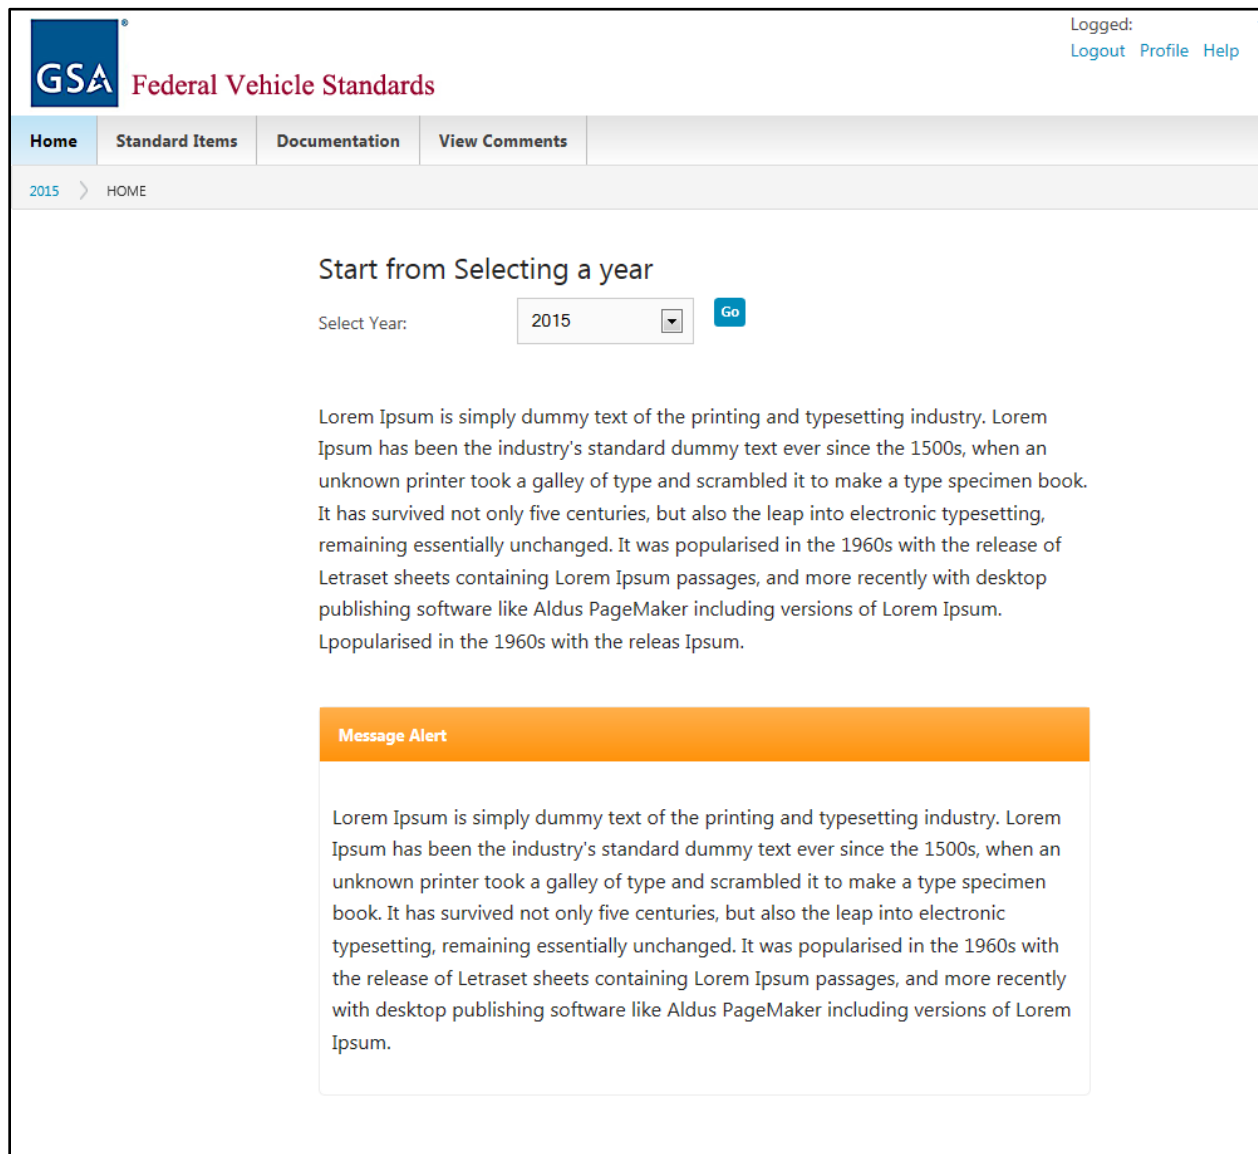 Logged:
Logout Profile Help
GSA®
Federal Vehicle Standards
Home Standard Items Documentation View Comments
2015 HOME
Start from Selecting a year
Select Year: 2015 Go
Lorem Ipsum is simply dummy text of the printing and typesetting industry. Lorem
Ipsum has been the industry's standard dummy text ever since the 1500s, when an
unknown printer took a galley of type and scrambled it to make a type specimen book.
It has survived not only five centuries, but also the leap into electronic typesetting,
remaining essentially unchanged. It was popularised in the 1960s with the release of
Letraset sheets containing Lorem Ipsum passages, and more recently with desktop
publishing software like Aldus PageMaker including versions of Lorem Ipsum.
Lpopularised in the 1960s with the releas Ipsum.
Message Alert
Lorem Ipsum is simply dummy text of the printing and typesetting industry. Lorem
Ipsum has been the industry's standard dummy text ever since the 1500s, when an
unknown printer took a galley of type and scrambled it to make a type specimen
book. It has survived not only five centuries, but also the leap into electronic
typesetting, remaining essentially unchanged. It was popularised in the 1960s with
the release of Letraset sheets containing Lorem Ipsum passages, and more recently
with desktop publishing software like Aldus PageMaker including versions of Lorem
Ipsum.